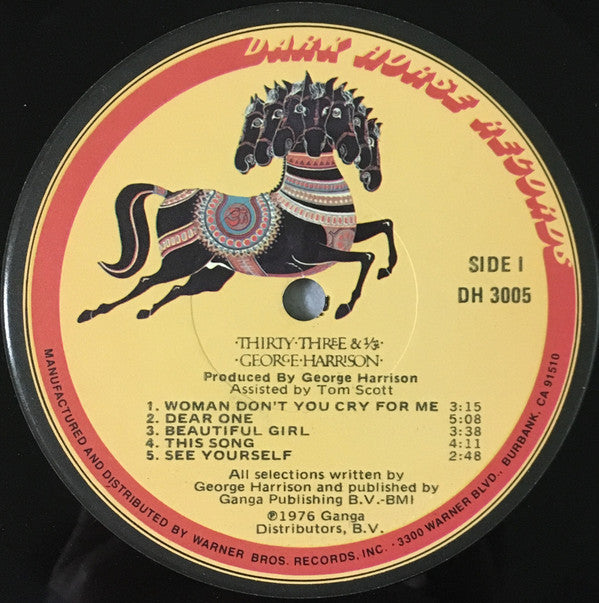 DARK HORSE RECORDS
SIDE 1
DH 3005
·THIRTY·THREE & 1/3·
·GEORGE·HARRISON·
Produced By George Harrison
Assisted by Tom Scott
1. WOMAN DON'T YOU CRY FOR ME 3:15
2. DEAR ONE 5:08
3. BEAUTIFUL GIRL 3:38
4. THIS SONG 4:11
5. SEE YOURSELF 2:48
All selections written by
George Harrison and published by
Ganga Publishing B.V.-BMI
℗1976 Ganga
Distributors, B.V.
MANUFACTURED AND DISTRIBUTED BY WARNER BROS. RECORDS, INC. · 3300 WARNER BLVD., BURBANK, CA. 91510